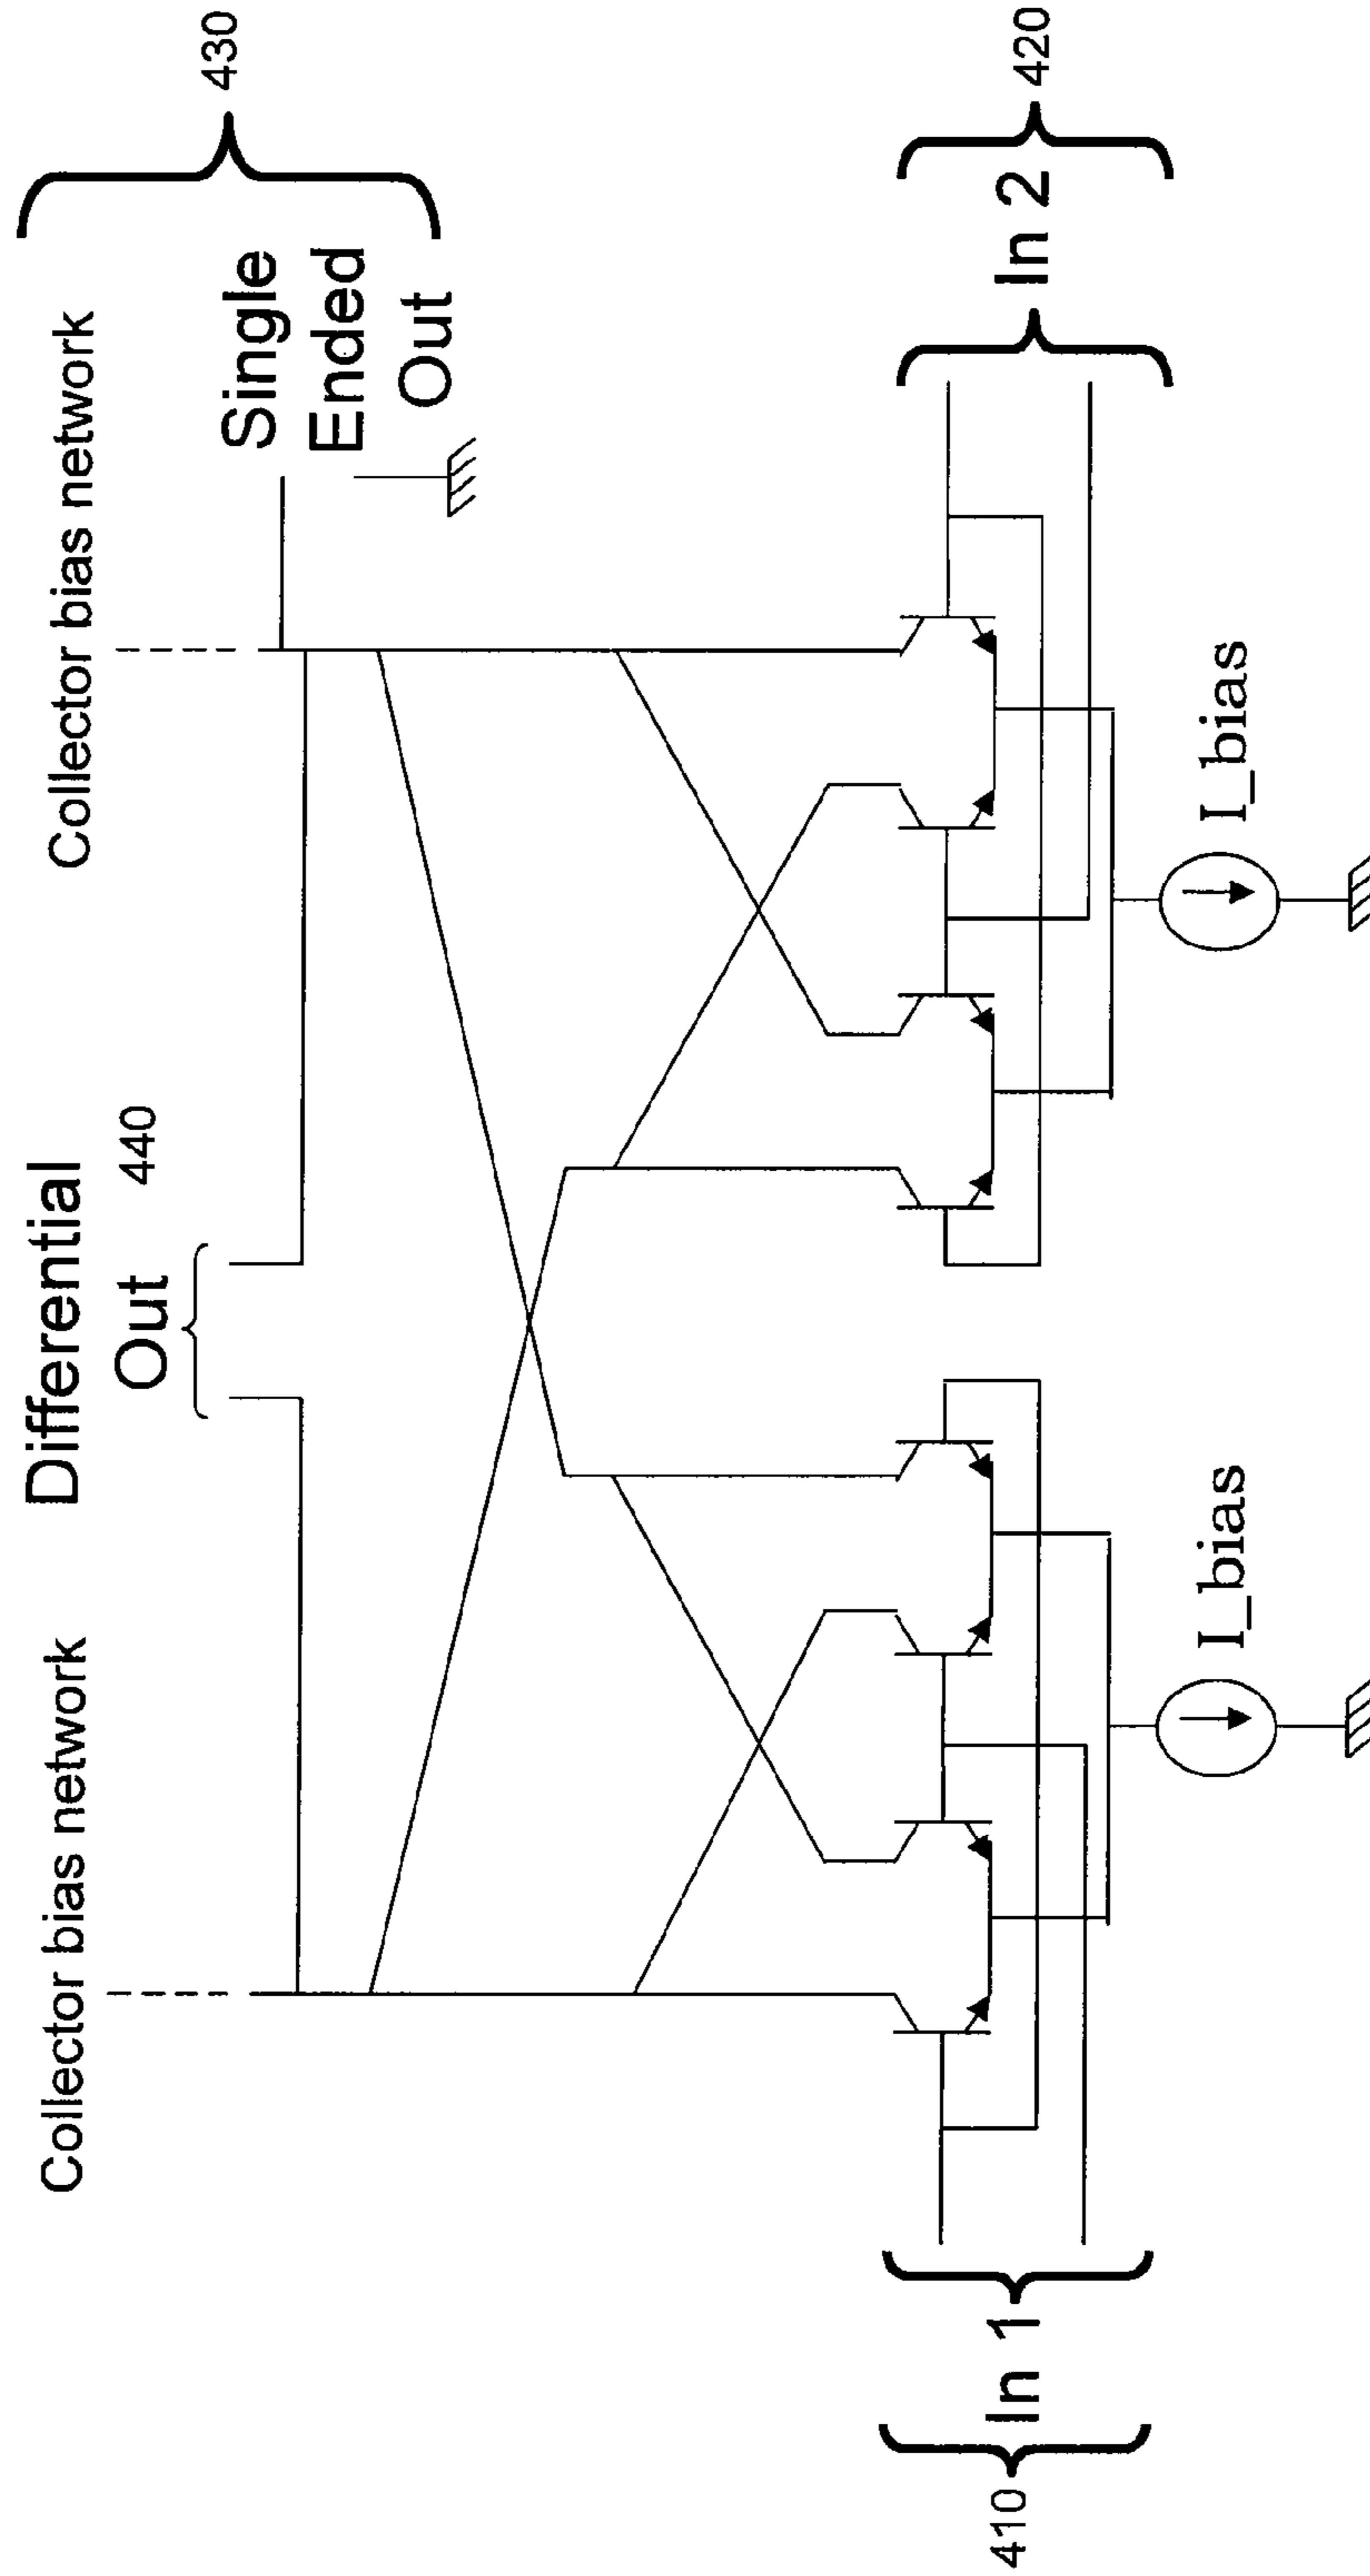 Collector bias network
Differential
Out
440
Collector bias network
Single
Ended
Out
430
410
In 1
In 2
420
I_bias
I_bias